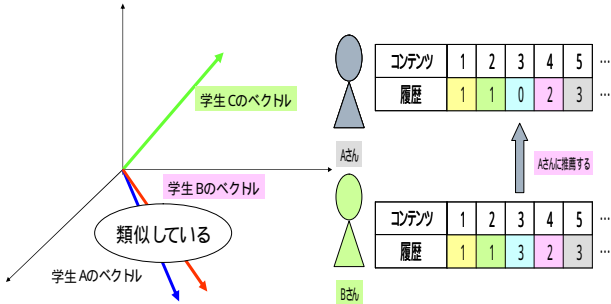 学生Cのベクトル
学生Bのベクトル
類似している
学生Aのベクトル
Aさん
コンテンツ 1 2 3 4 5 …
履歴 1 1 0 2 3 …
Aさんに推薦する
コンテンツ 1 2 3 4 5 …
履歴 1 1 3 2 3 …
Bさん